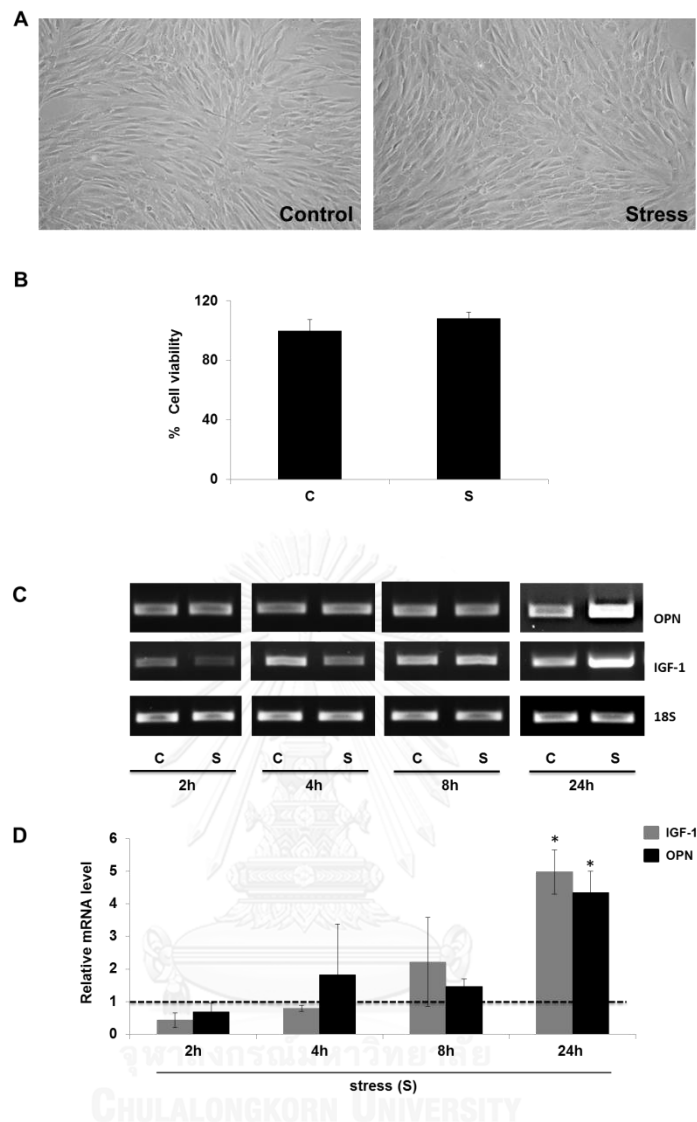 A
Control
Stress
B
% Cell viability
120
80
40
0
C
S
C
OPN
IGF-1
18S
C S C S C S C S
2h 4h 8h 24h
D
IGF-1
OPN
Relative mRNA level
6
5
4
3
2
1
0
* *
2h 4h 8h 24h
stress (S)
จุฬาลงกรณ์มหาวิทยาลัย
CHULALONGKORN UNIVERSITY